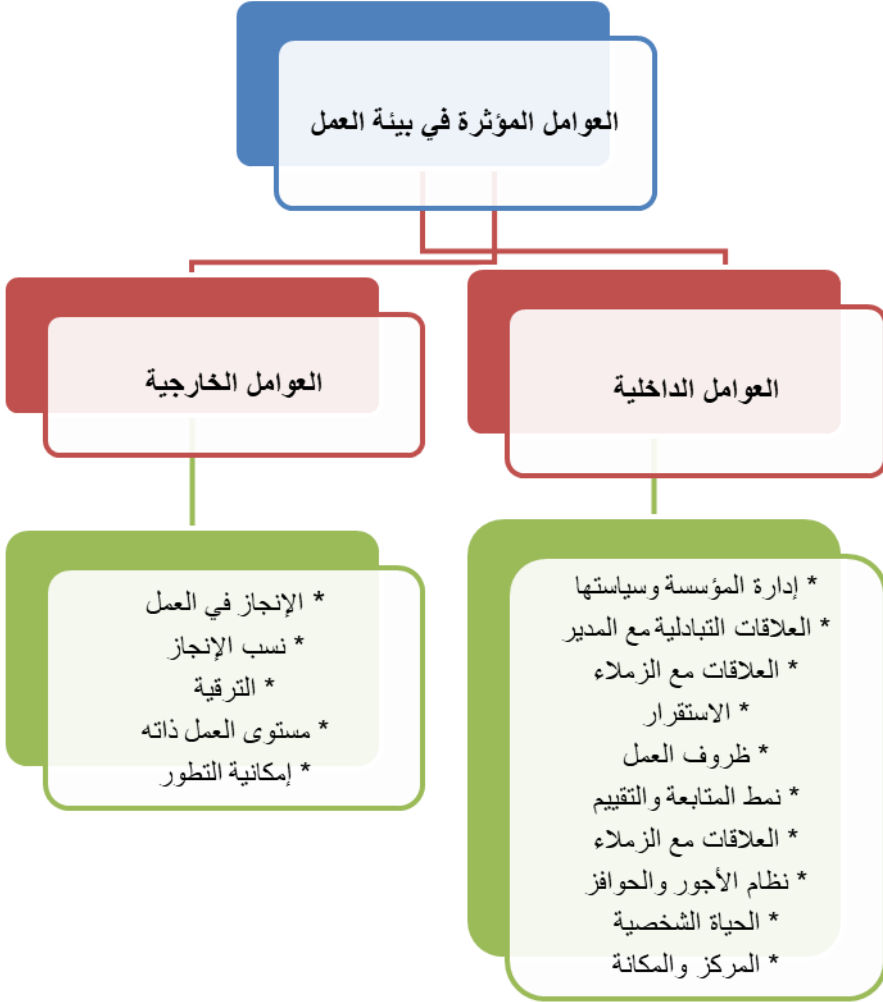 العوامل المؤثرة في بيئة العمل
العوامل الداخلية
* إدارة المؤسسة وسياستها
* العلاقات التبادلية مع المدير
* العلاقات مع الزملاء
* الاستقرار
* ظروف العمل
* نمط المتابعة والتقييم
* العلاقات مع الزملاء
* نظام الأجور والحوافز
* الحياة الشخصية
* المركز والمكانة
العوامل الخارجية
* الإنجاز في العمل
* نسب الإنجاز
* الترقية
* مستوى العمل ذاته
* إمكانية التطور